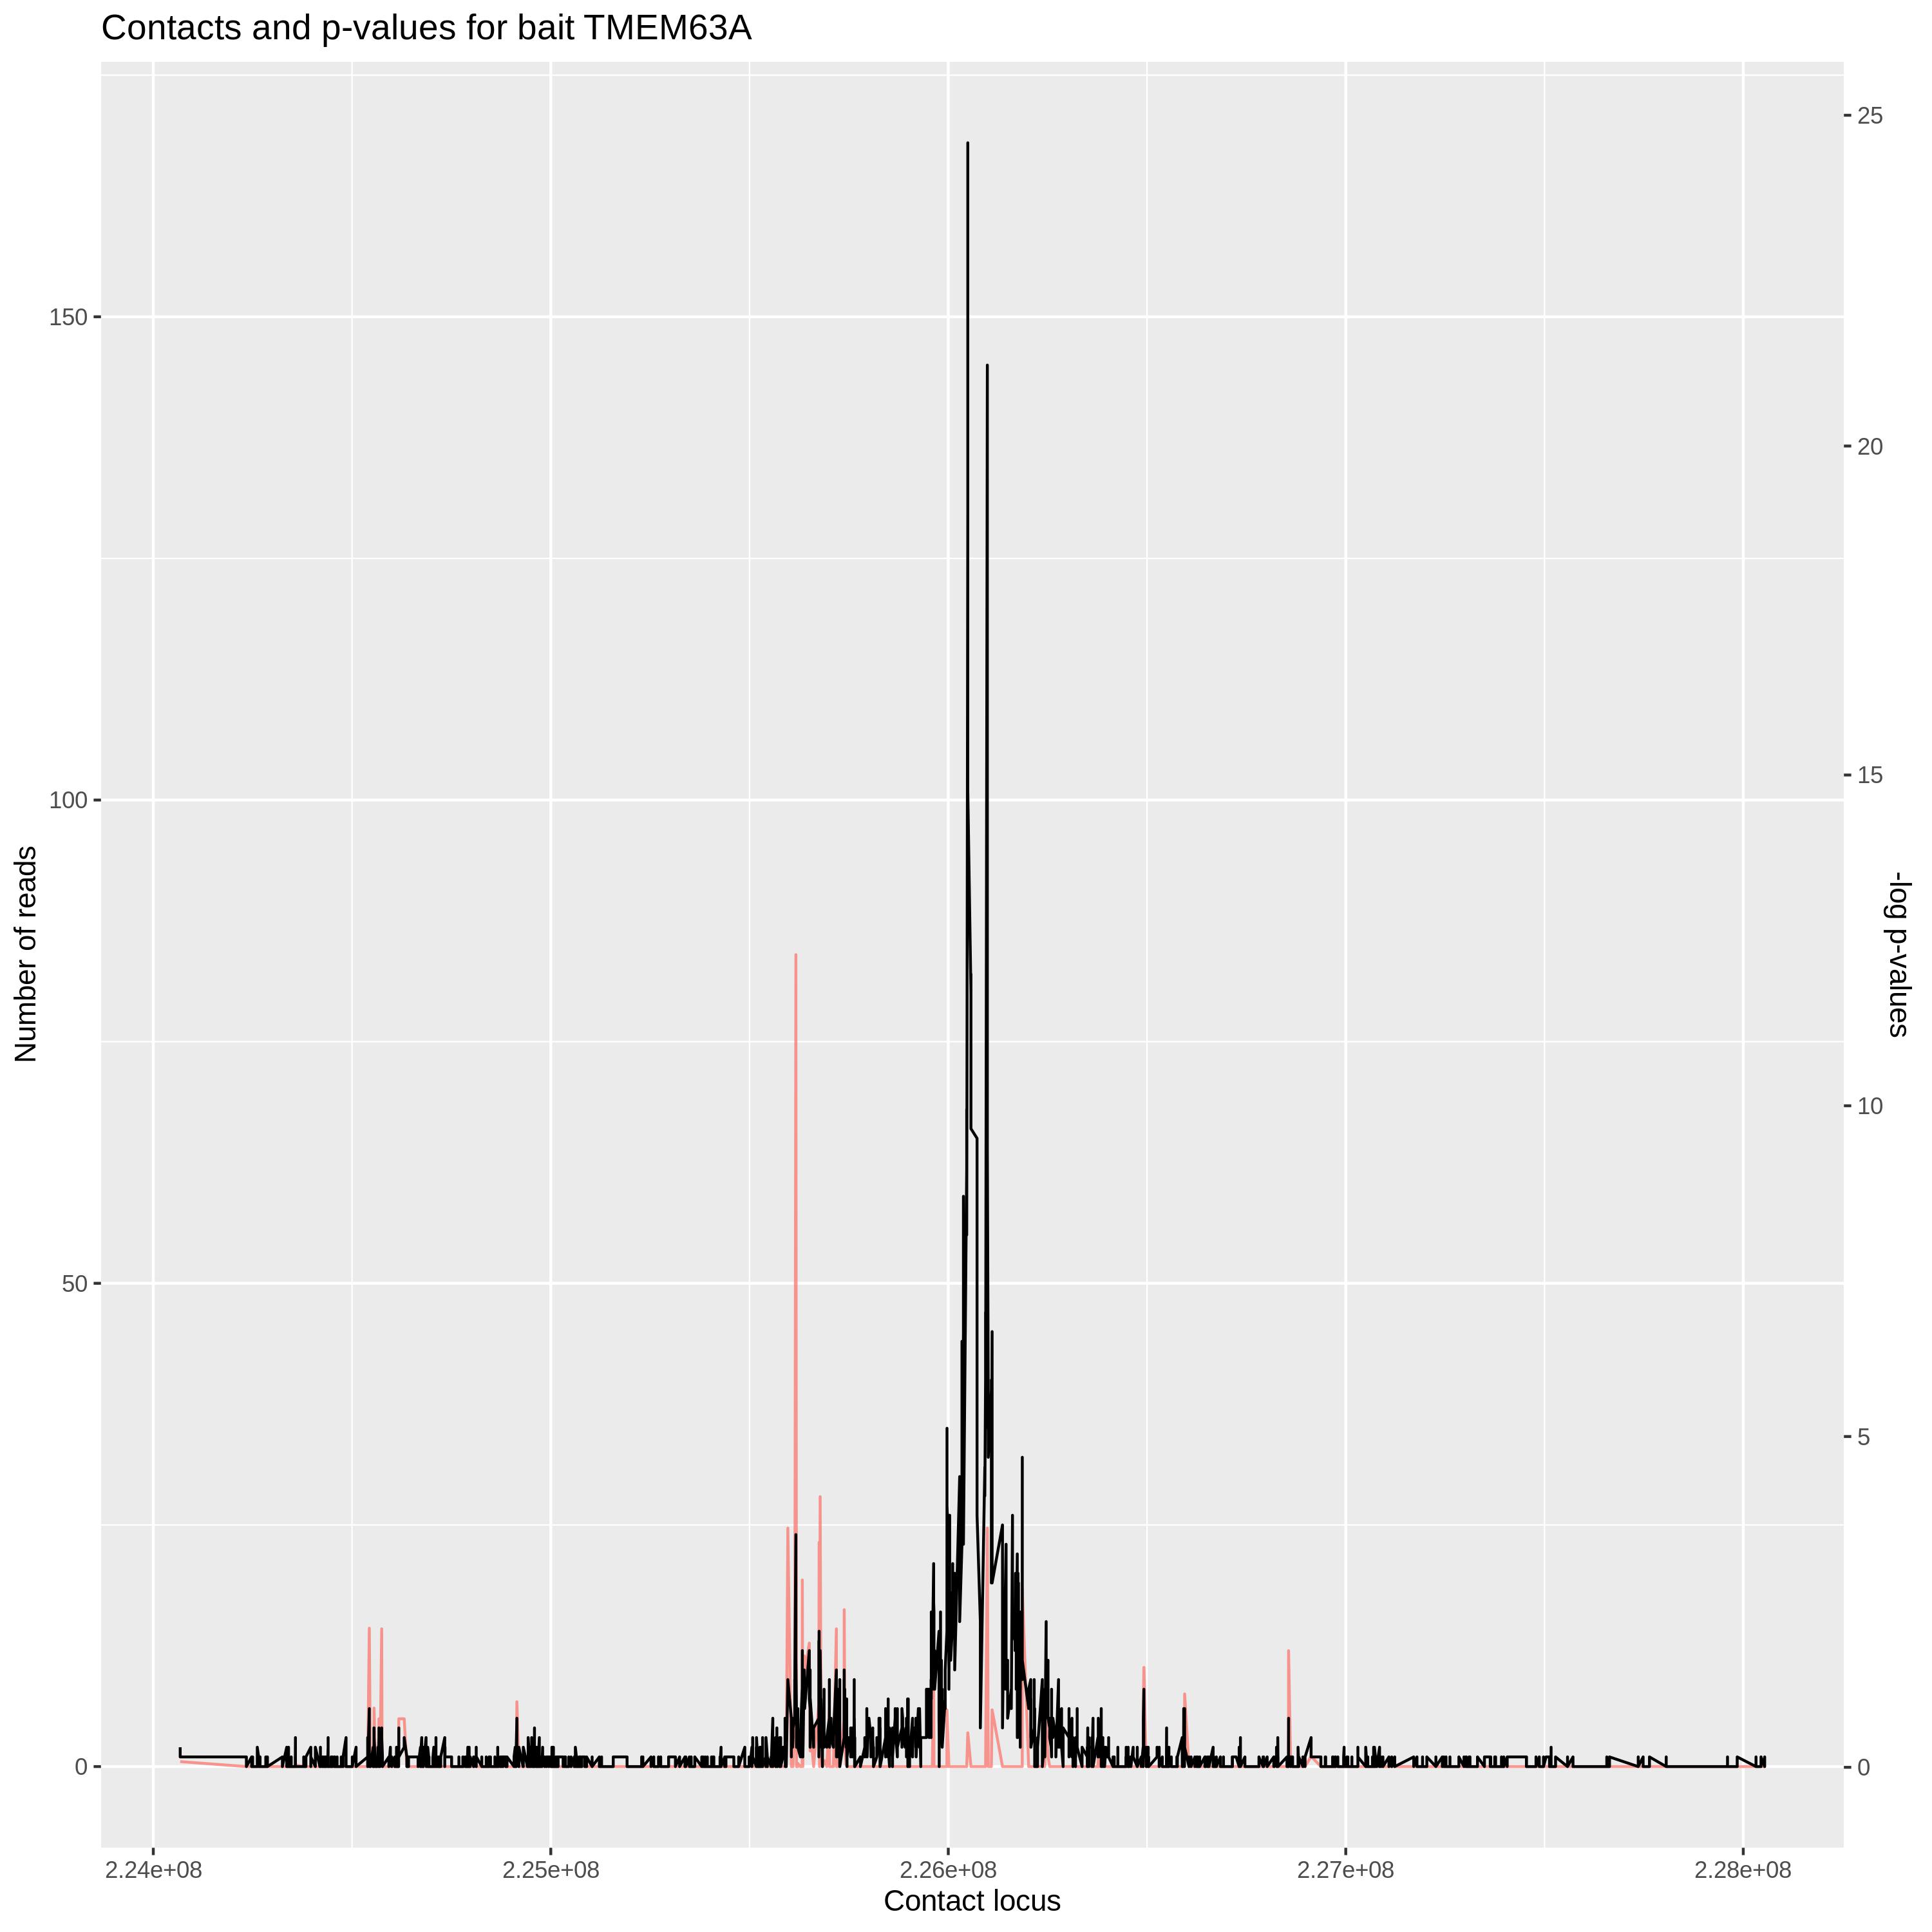 Contacts and p-values for bait TMEM63A
Number of reads
150
100
50
0
25
20
15
10
5
0
-log p-values
2.24e+08 2.25e+08 2.26e+08 2.27e+08 2.28e+08
Contact locus